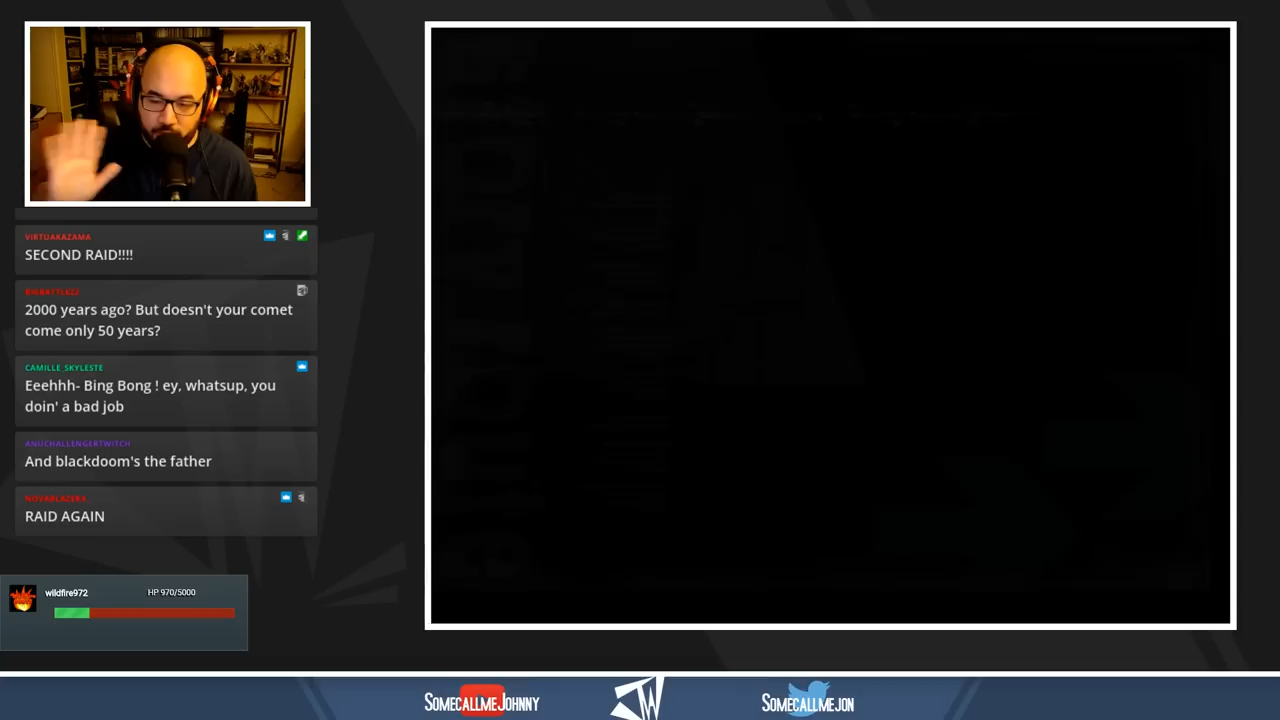 VIRTUAKAZAMA
SECOND RAID!!!!
BIGBATTLEZZ
2000 years ago? But doesn't your comet
come only 50 years?
CAMILLE_SKYLESTE
Eeehhh- Bing Bong ! ey, whatsup, you
doin' a bad job
ANUCHALLENGERTWITCH
And blackdoom's the father
NOVABLAZERX
RAID AGAIN
wildfire972 HP 970/5000
SOMECALLMEJOHNNY
SOMECALLMEJON